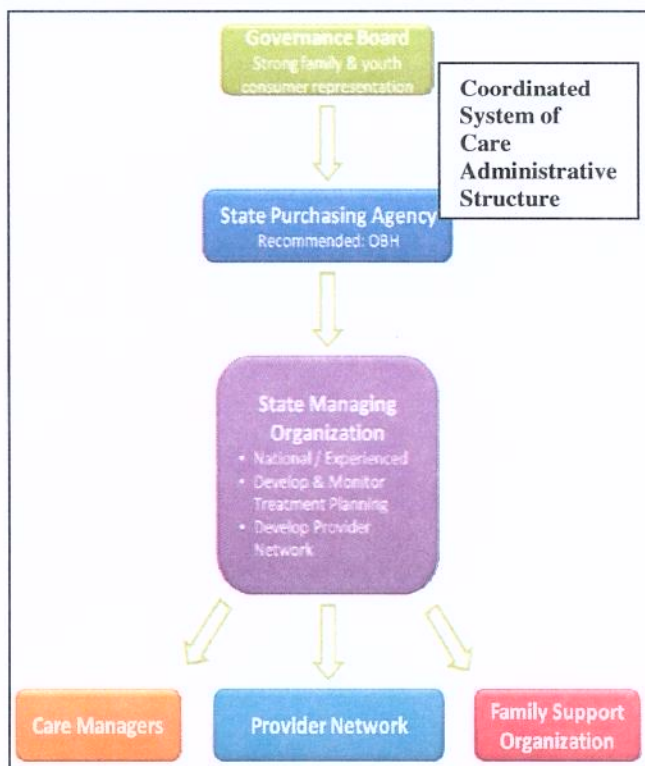 Governance Board
Strong family & youth
consumer representation
Coordinated
System of
Care
Administrative
Structure
State Purchasing Agency
Recommended: OBH
State Managing
Organization
• National / Experienced
• Develop & Monitor
Treatment Planning
• Develop Provider
Network
Care Managers
Provider Network
Family Support
Organization